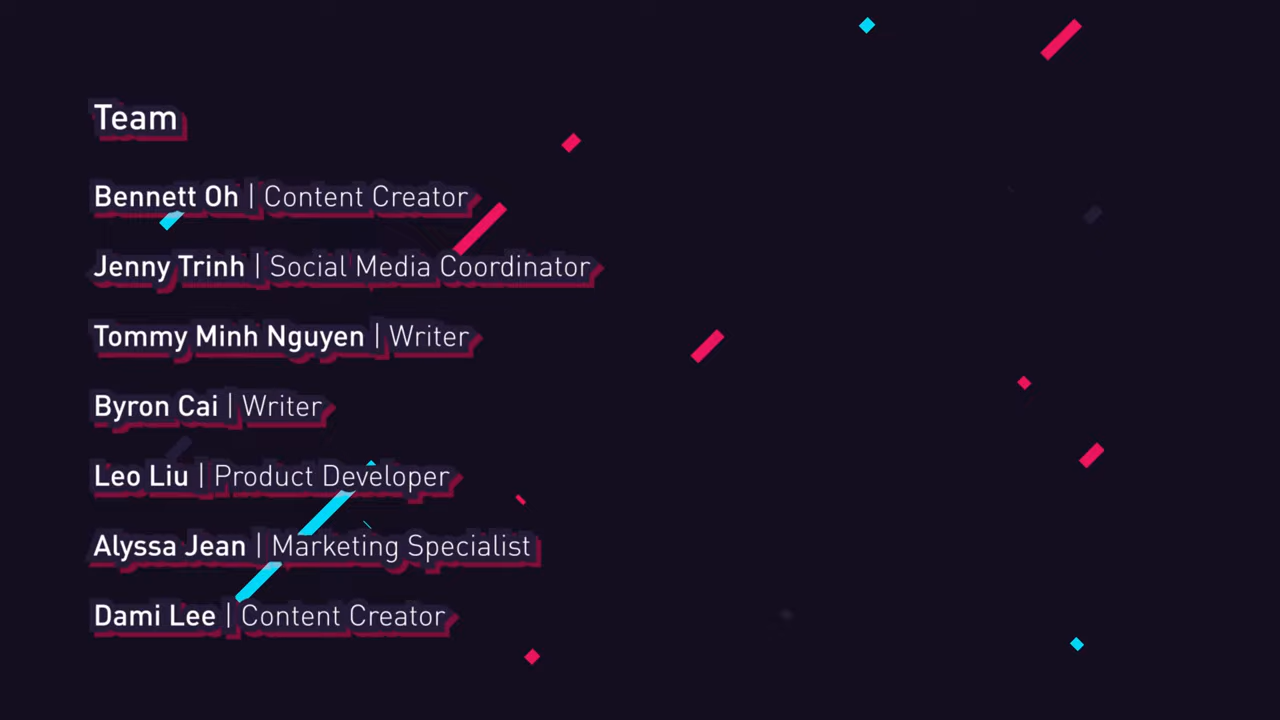 Team
Bennett Oh | Content Creator
Jenny Trinh | Social Media Coordinator
Tommy Minh Nguyen | Writer
Byron Cai | Writer
Leo Liu | Product Developer
Alyssa Jean | Marketing Specialist
Dami Lee | Content Creator